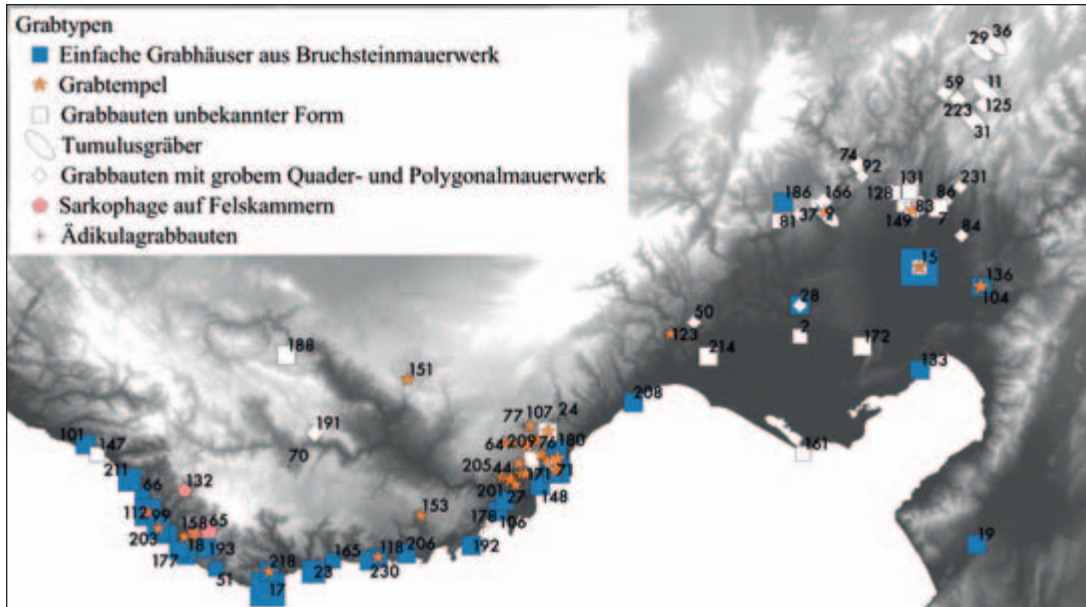 Grabtypen
Einfache Grabhäuser aus Bruchsteinmauerwerk
Grabtempel
Grabbauten unbekannter Form
Tumulusgräber
Grabbauten mit grobem Quader- und Polygonalmauerwerk
Sarkophage auf Felskammern
Ädikulagrabbauten
29 36
59 11
223 125
31
74 92
186 166 128 131 86 231
81 37 9 149 83 7
84
15
136
104
28
50
123 2 172
214
133
188
151
208
77 107 24
191
64 209 76 180
101 147
70
161
211
205 44 171 71
132
66
201 27 148
153
112 99
178 106
158 65
203
19
18 193
177
218 165 118 206 192
51
17 23 230